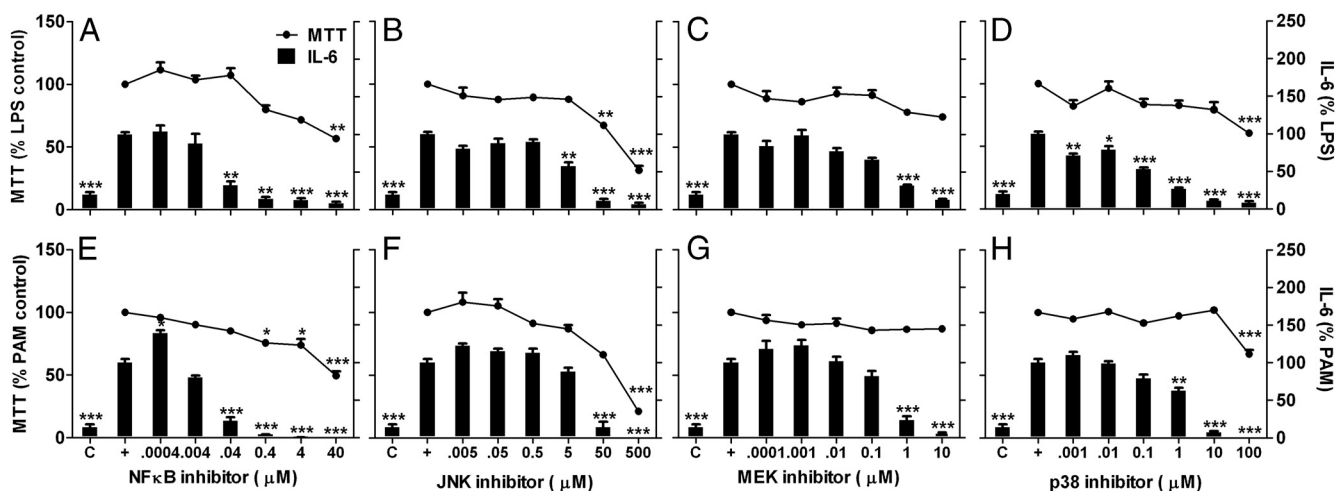 A
MTT
IL-6
B
C
D
150
100
50
0
MTT (% LPS control)
250
200
150
100
50
0
IL-6 (% LPS)
*** ** ** *** ** ***
*** ** ** *** *** ***
*** *** ***
*** ** * *** *** *** *** ***
E
F
G
H
150
100
50
0
MTT (% PAM control)
250
200
150
100
50
0
IL-6 (% PAM)
*** * *** * *** * *** *** ***
*** *** *** ***
*** *** ***
*** ** *** *** ***
C + .0004 .004 .04 0.4 4 40
C + .005 .05 0.5 5 50 500
C + .0001 .001 .01 0.1 1 10
C + .001 .01 0.1 1 10 100
NFκB inhibitor ( μM)
JNK inhibitor ( μM)
MEK inhibitor ( μM)
p38 inhibitor ( μM)